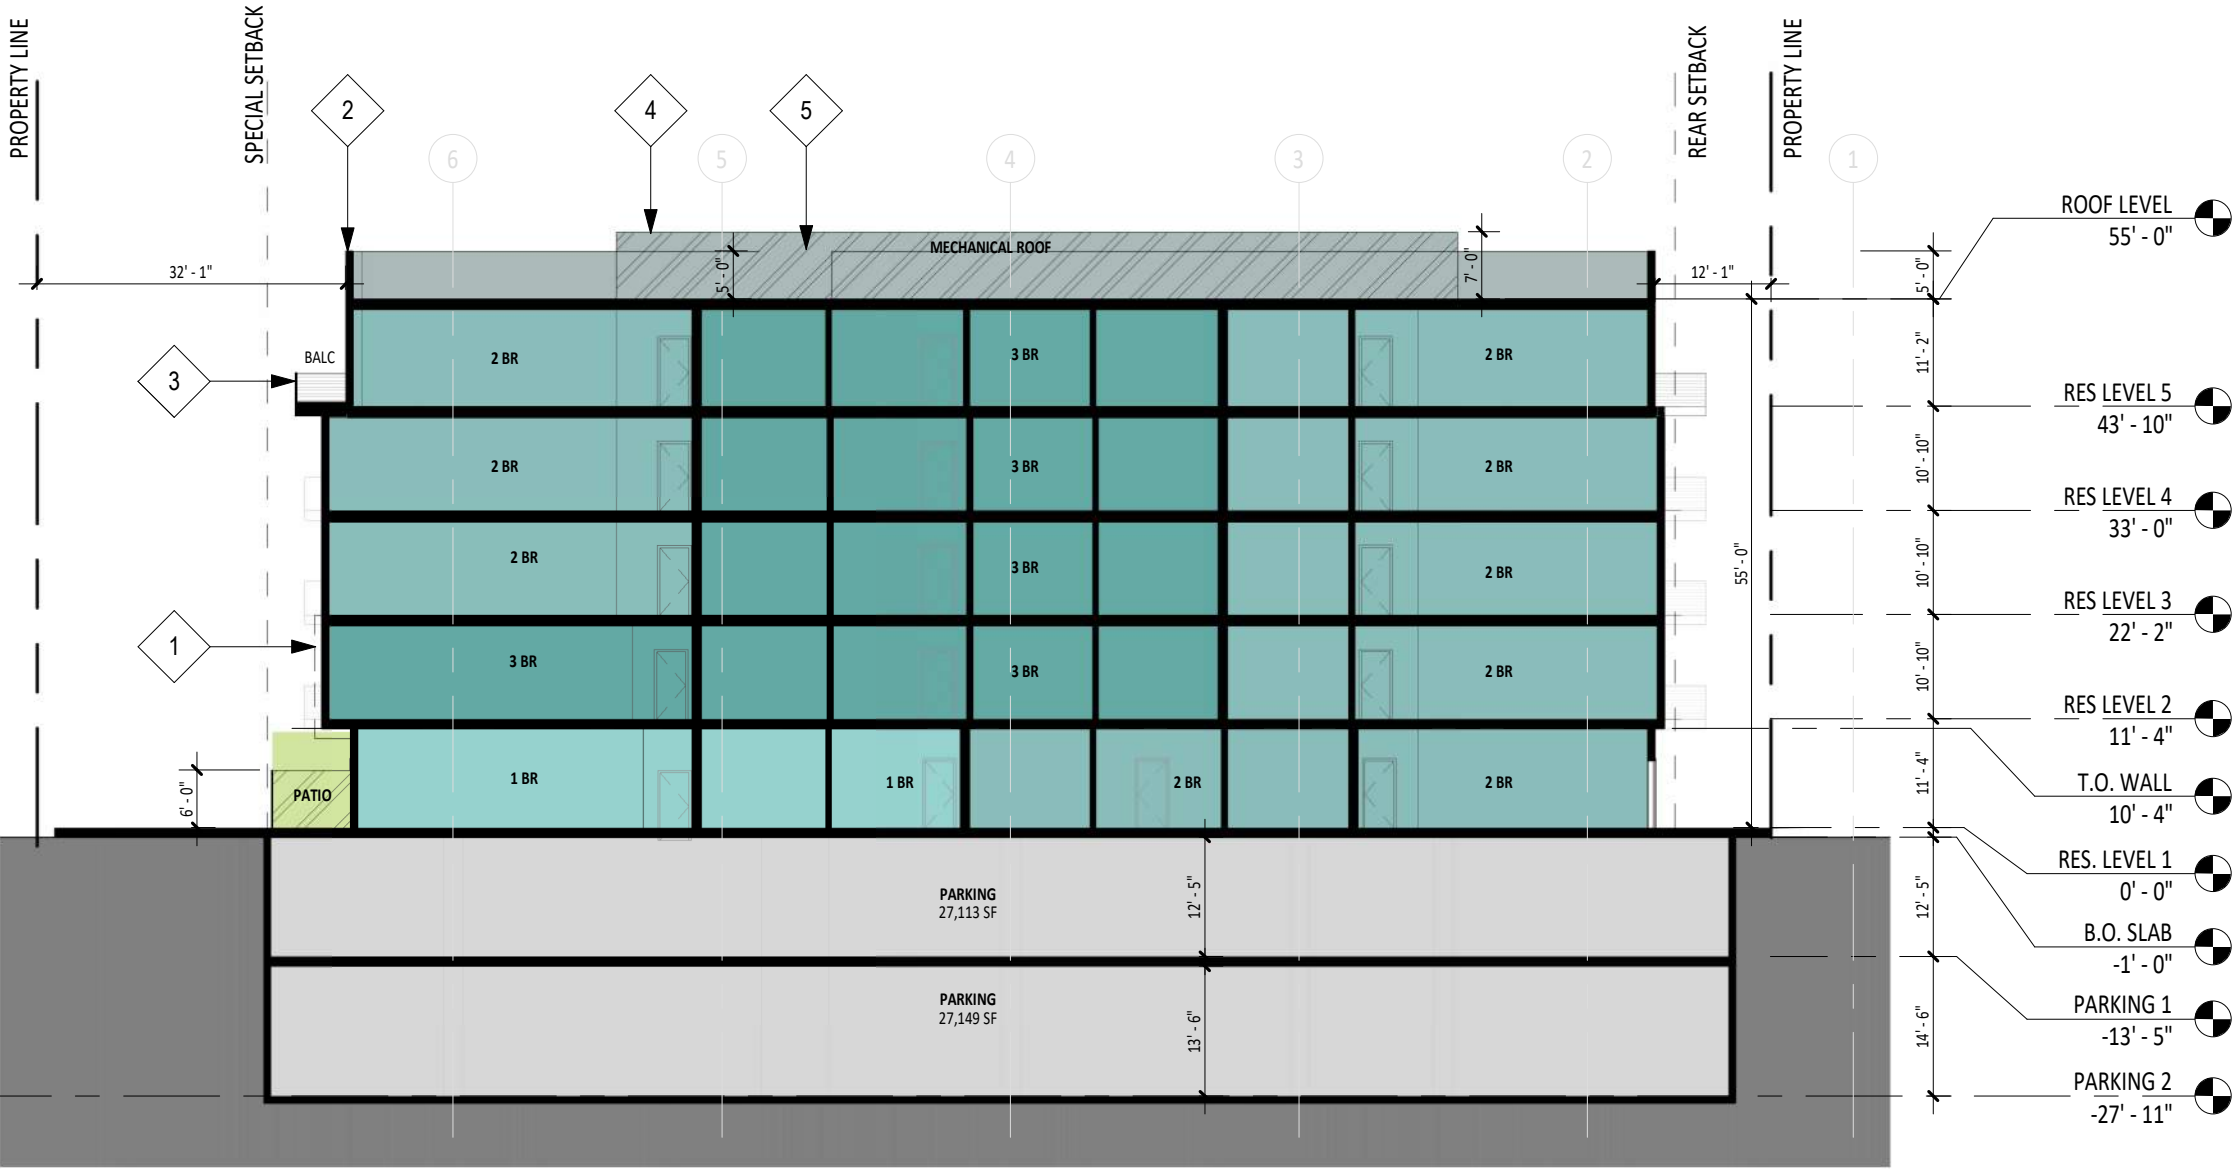 PROPERTY LINE
SPECIAL SETBACK
REAR SETBACK
PROPERTY LINE
2
4
5
6
5
4
3
2
1
ROOF LEVEL
55' - 0"
MECHANICAL ROOF
32' - 1"
5' - 0"
7' - 0"
12' - 1"
5' - 0"
BALC
3
2 BR
3 BR
2 BR
11' - 2"
RES LEVEL 5
43' - 10"
2 BR
3 BR
2 BR
10' - 10"
RES LEVEL 4
33' - 0"
2 BR
3 BR
2 BR
55' - 0"
10' - 10"
RES LEVEL 3
22' - 2"
1
3 BR
3 BR
2 BR
10' - 10"
RES LEVEL 2
11' - 4"
6' - 0"
PATIO
1 BR
1 BR
2 BR
2 BR
11' - 4"
T.O. WALL
10' - 4"
RES. LEVEL 1
0' - 0"
PARKING
27,113 SF
12' - 5"
12' - 5"
B.O. SLAB
-1' - 0"
PARKING
27,149 SF
13' - 6"
14' - 6"
PARKING 1
-13' - 5"
PARKING 2
-27' - 11"